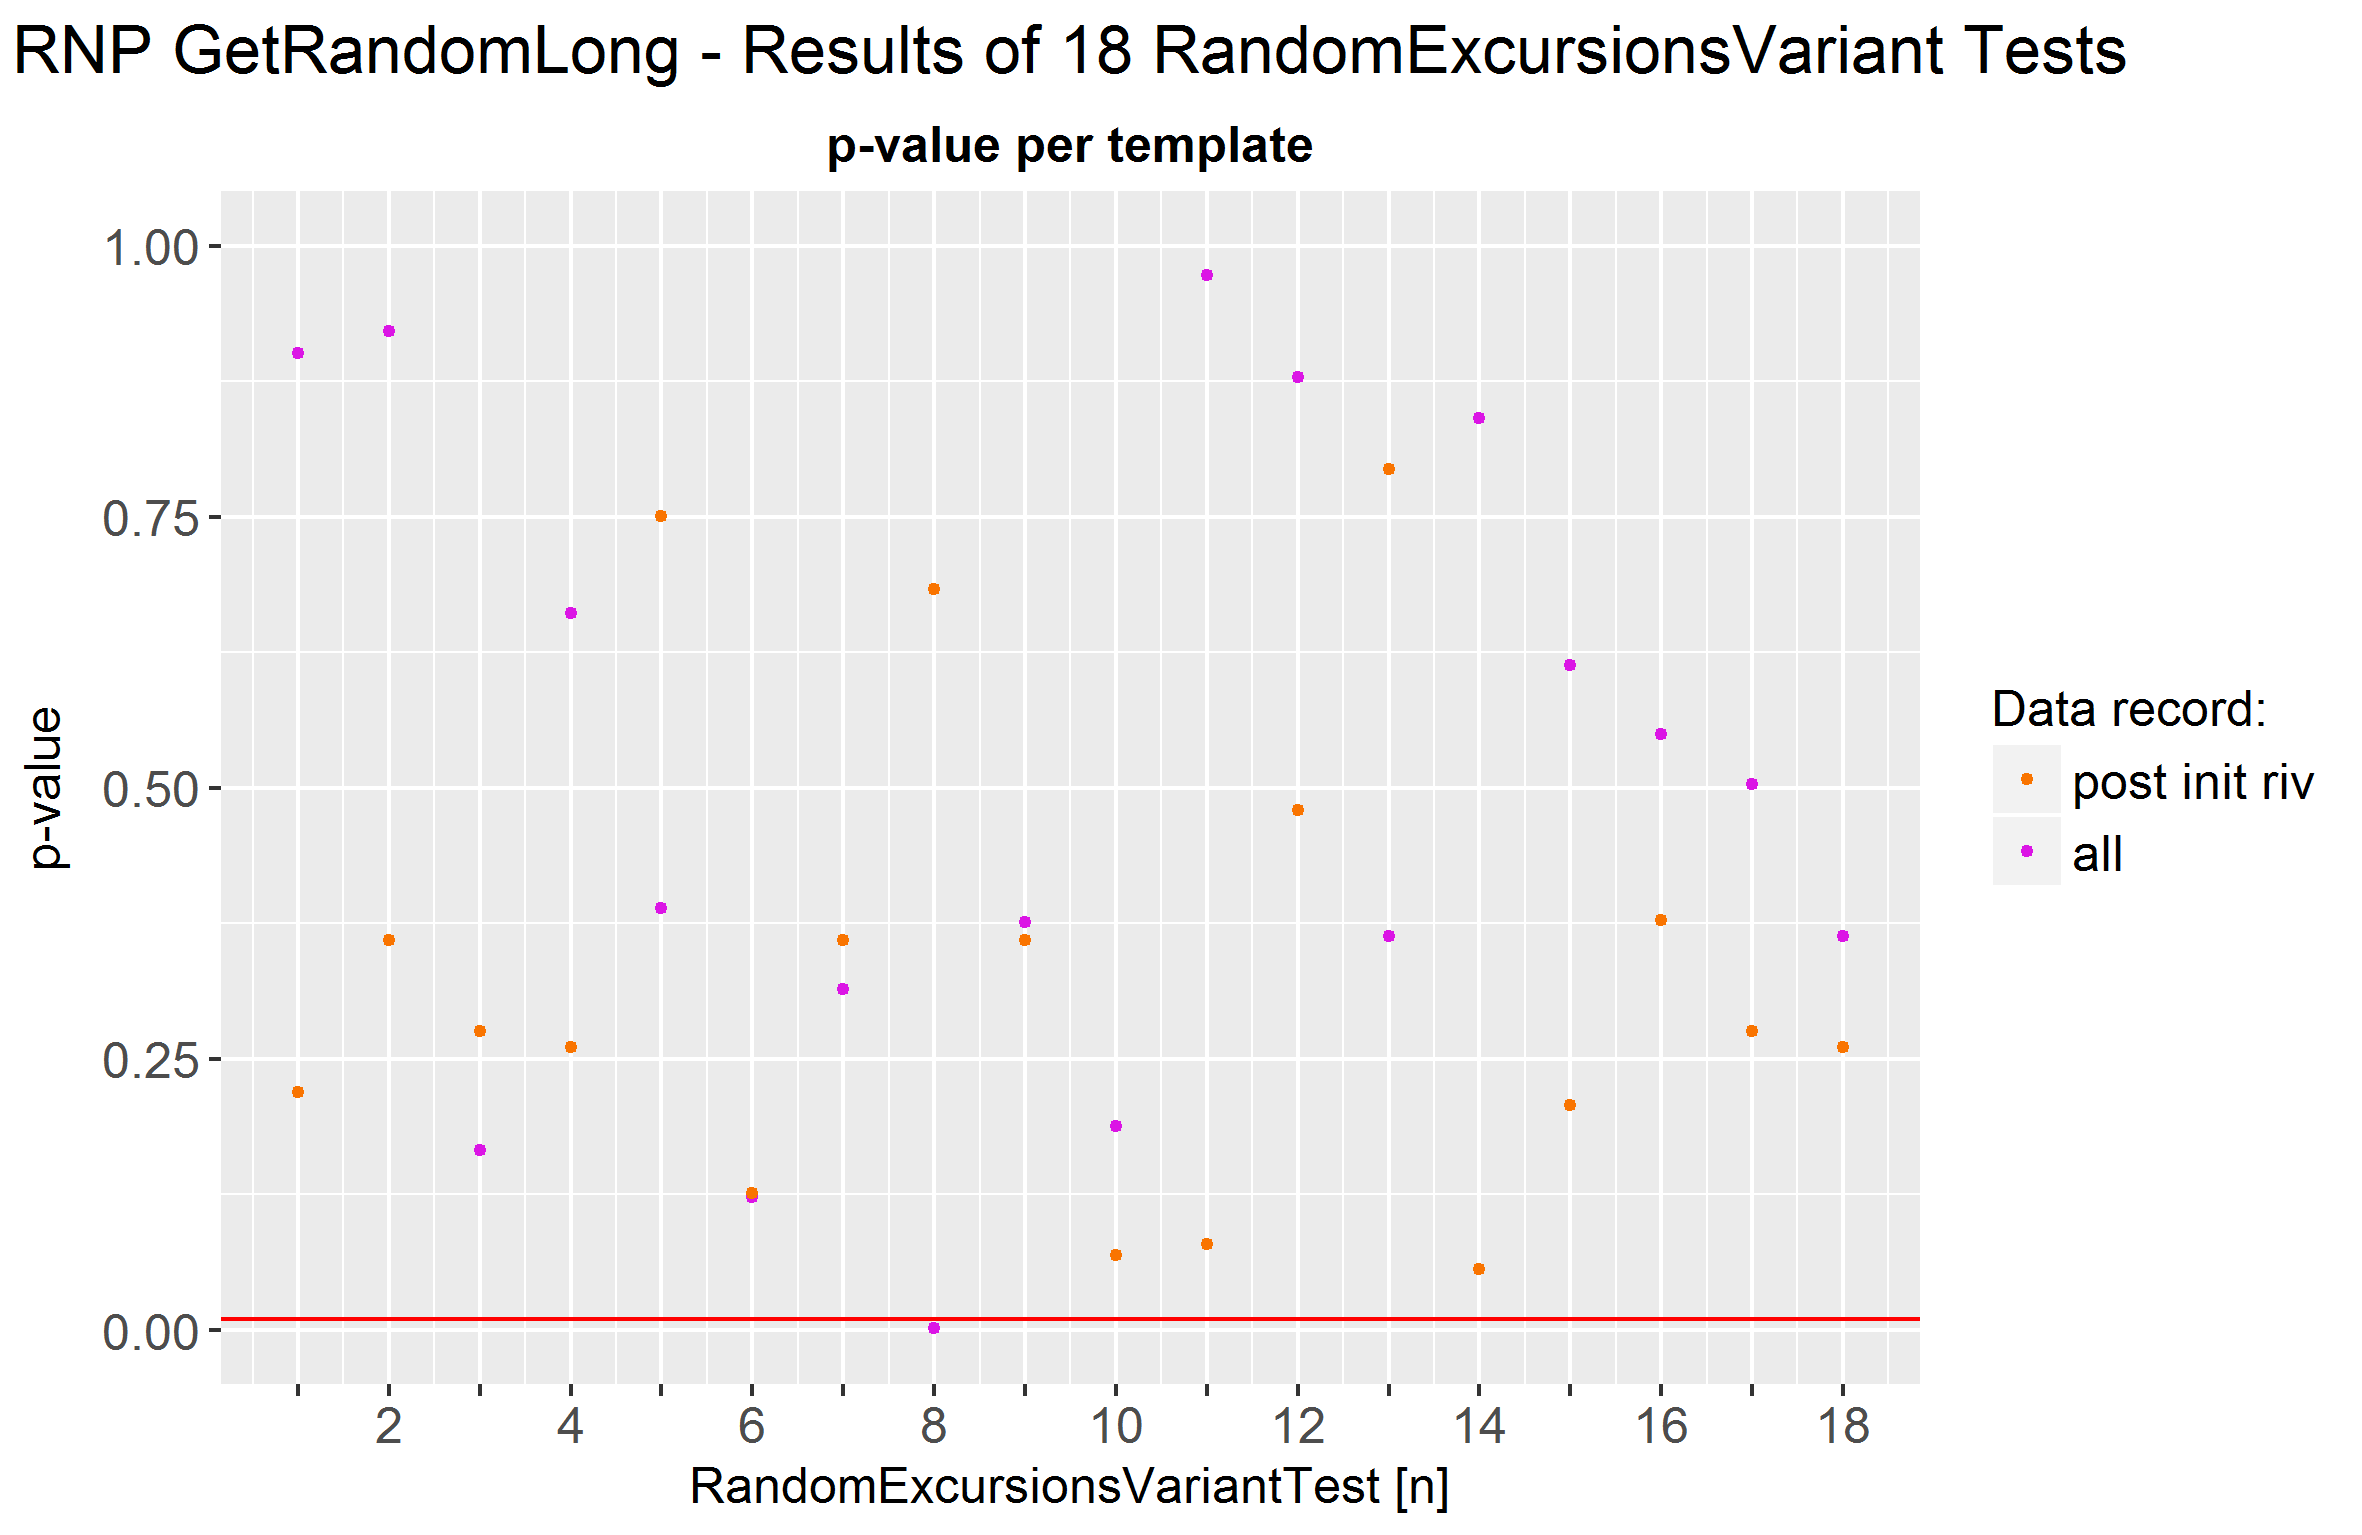 RNP GetRandomLong - Results of 18 RandomExcursionsVariant Tests
p-value per template
1.00
0.75
0.50
0.25
0.00
p-value
2 4 6 8 10 12 14 16 18
RandomExcursionsVariantTest [n]
Data record:
post init riv
all